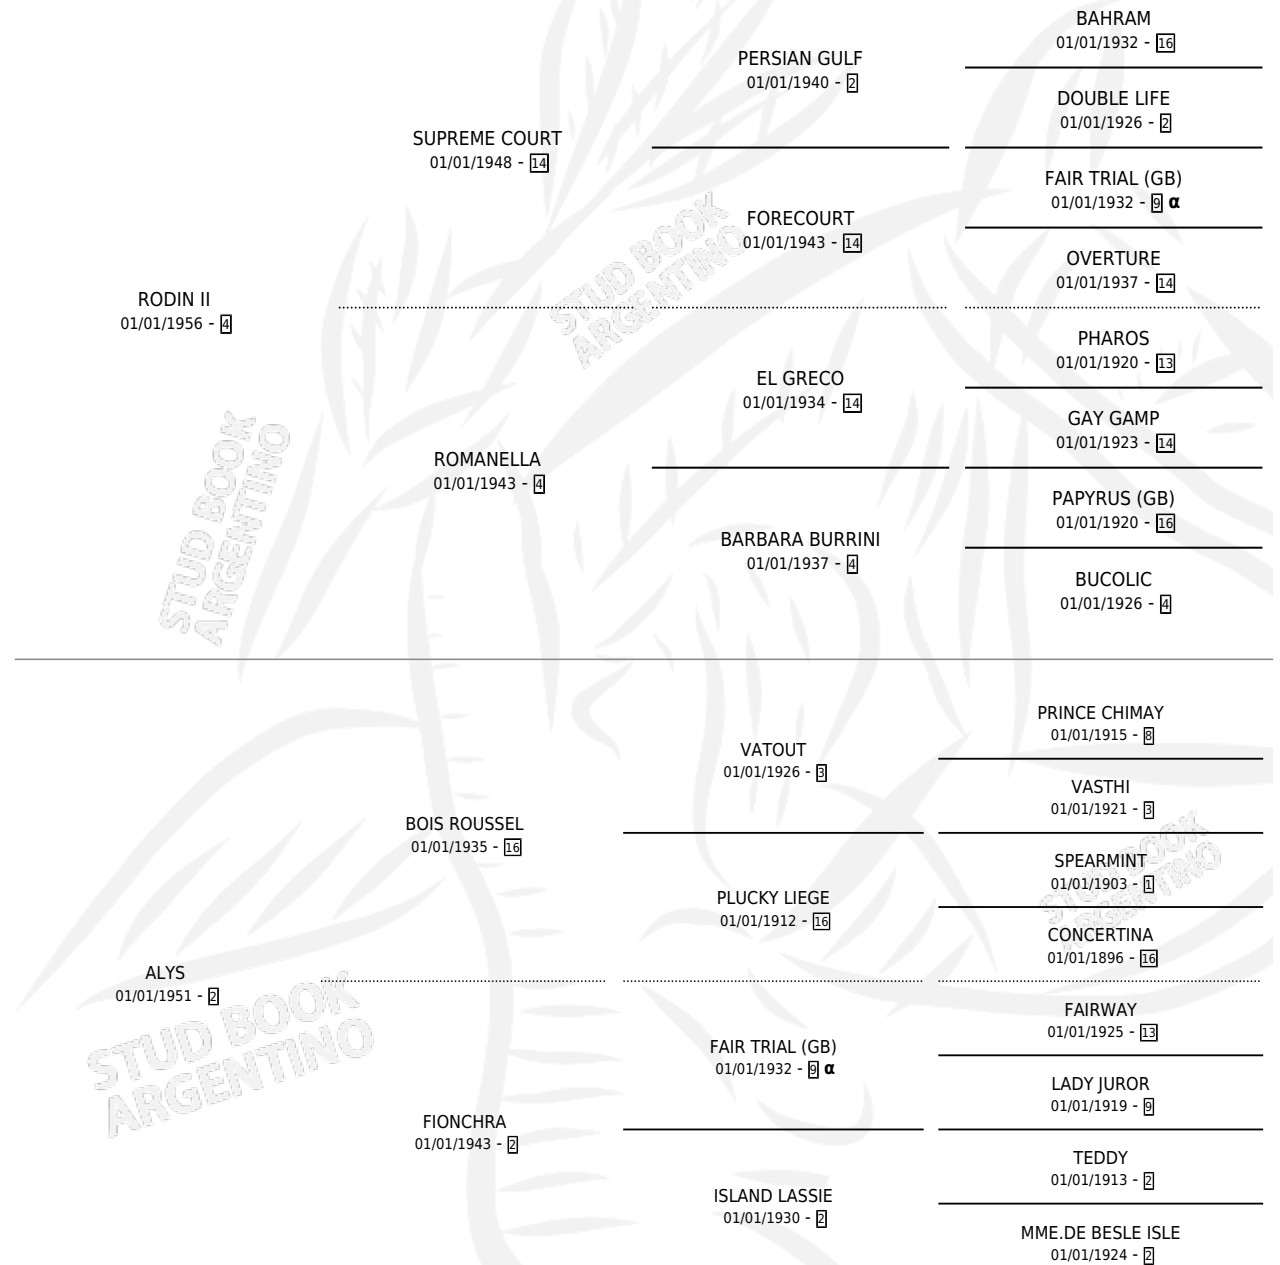 BAHRAM
01/01/1932 - 16
PERSIAN GULF
01/01/1940 - 2
DOUBLE LIFE
01/01/1926 - 2
SUPREME COURT
01/01/1948 - 14
FAIR TRIAL (GB)
01/01/1932 - 9 α
FORECOURT
01/01/1943 - 14
OVERTURE
01/01/1937 - 14
RODIN II
01/01/1956 - 4
PHAROS
01/01/1920 - 13
EL GRECO
01/01/1934 - 14
GAY GAMP
01/01/1923 - 14
ROMANELLA
01/01/1943 - 4
PAPYRUS (GB)
01/01/1920 - 16
BARBARA BURRINI
01/01/1937 - 4
BUCOLIC
01/01/1926 - 4
PRINCE CHIMAY
01/01/1915 - 8
VATOUT
01/01/1926 - 3
VASTHI
01/01/1921 - 3
BOIS ROUSSEL
01/01/1935 - 16
SPEARMINT
01/01/1903 - 1
PLUCKY LIEGE
01/01/1912 - 16
CONCERTINA
01/01/1896 - 16
ALYS
01/01/1951 - 2
FAIRWAY
01/01/1925 - 13
FAIR TRIAL (GB)
01/01/1932 - 9 α
LADY JUROR
01/01/1919 - 9
FIONCHRA
01/01/1943 - 2
TEDDY
01/01/1913 - 2
ISLAND LASSIE
01/01/1930 - 2
MME.DE BESLE ISLE
01/01/1924 - 2
STUD BOOK
ARGENTINO
STUD BOOK
ARGENTINO
STUD BOOK
ARGENTINO
STUD BOOK
ARGENTINO